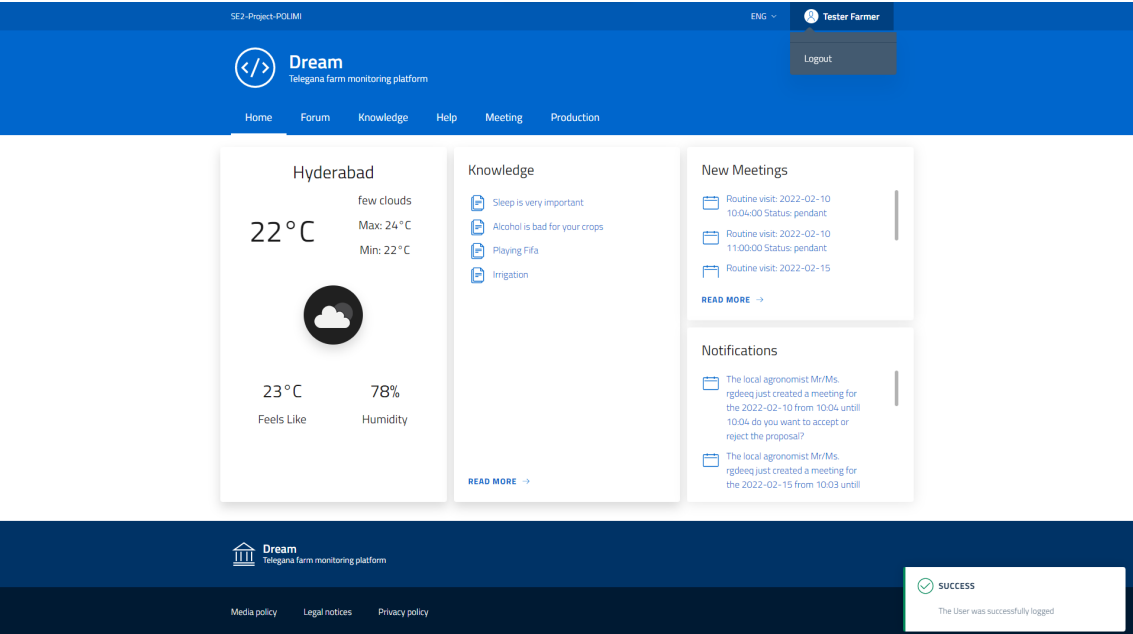 SE2-Project-POLIMI
ENG
Tester Farmer
Logout
Dream
Telegana farm monitoring platform
Home
Forum
Knowledge
Help
Meeting
Production
Hyderabad
few clouds
22°C
Max: 24°C
Min: 22°C
23°C
78%
Feels Like
Humidity
Knowledge
Sleep is very important
Alcohol is bad for your crops
Playing Fifa
Irrigation
READ MORE
New Meetings
Routine visit: 2022-02-10
10:04:00 Status: pendant
Routine visit: 2022-02-10
11:00:00 Status: pendant
Routine visit: 2022-02-15
READ MORE
Notifications
The local agronomist Mr/Ms.
rgdeeq just created a meeting for
the 2022-02-10 from 10:04 untill
10:04 do you want to accept or
reject the proposal?
The local agronomist Mr/Ms.
rgdeeq just created a meeting for
the 2022-02-15 from 10:03 untill
Dream
Telegana farm monitoring platform
Media policy
Legal notices
Privacy policy
SUCCESS
The User was successfully logged